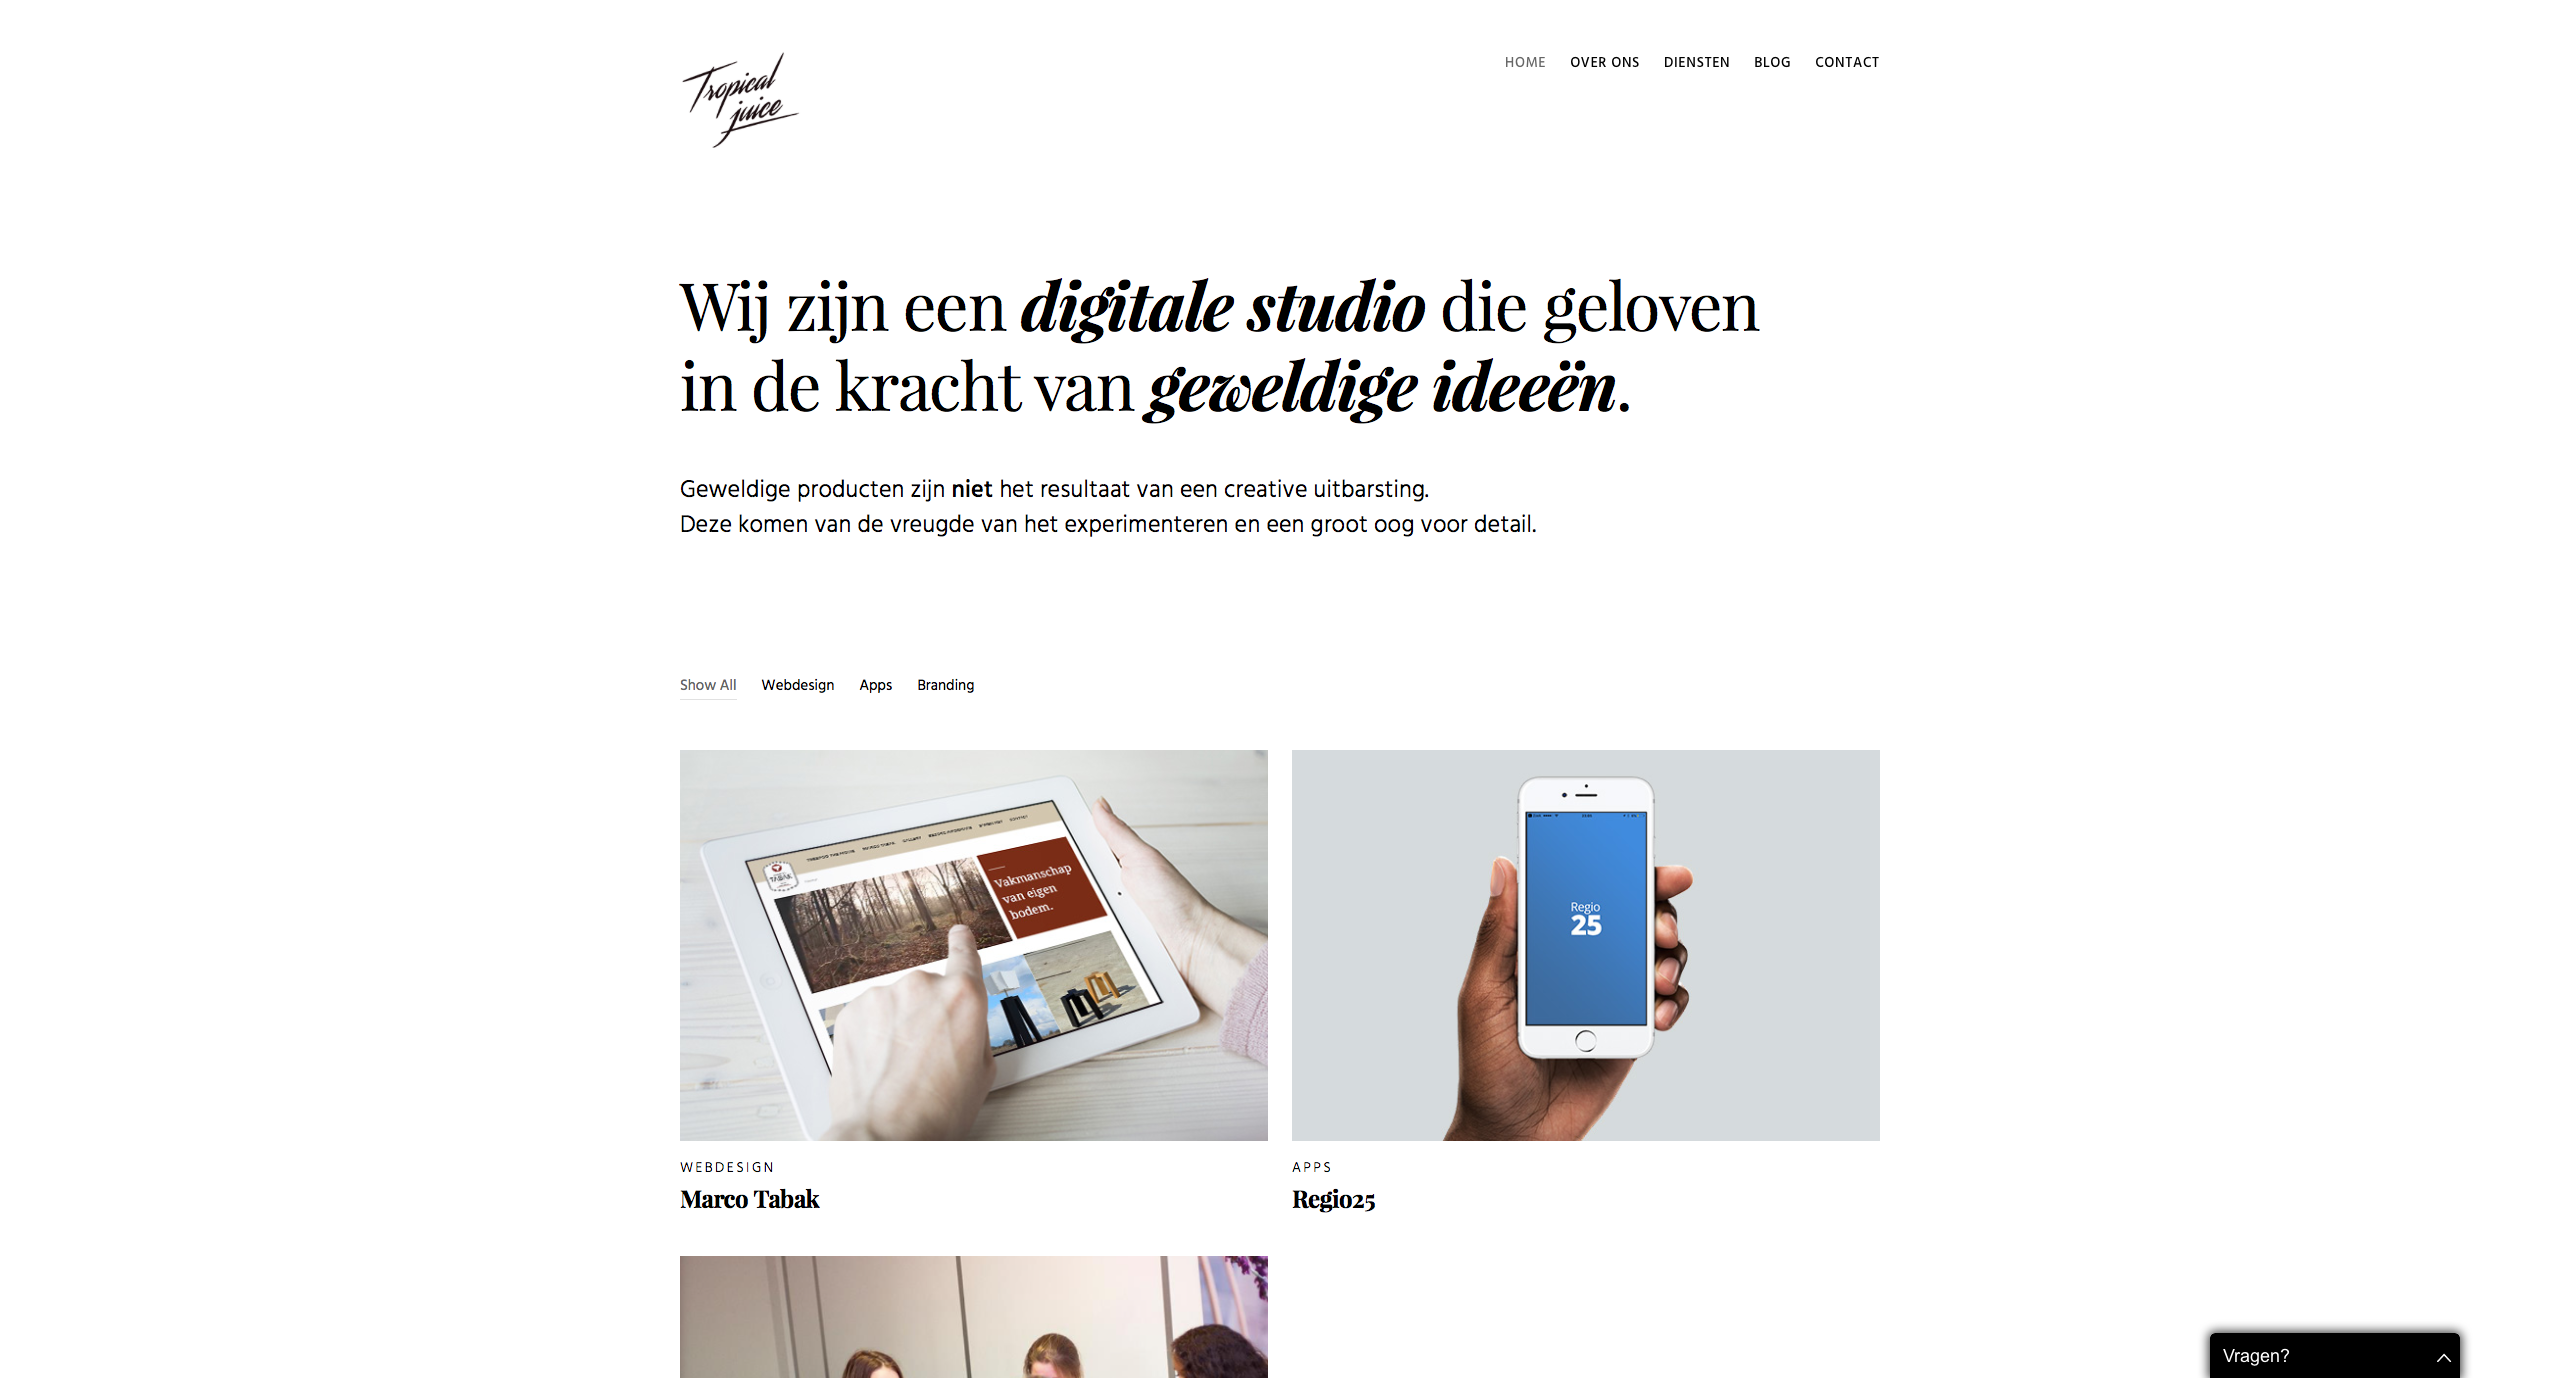 Tropical
juice
HOME OVER ONS DIENSTEN BLOG CONTACT
Wij zijn een digitale studio die geloven
in de kracht van geweldige ideeën.
Geweldige producten zijn niet het resultaat van een creative uitbarsting.
Deze komen van de vreugde van het experimenteren en een groot oog voor detail.
Show All Webdesign Apps Branding
TABAK
Vakmanschap
van eigen
bodem.
Regio
25
WEBDESIGN
Marco Tabak
APPS
Regio25
Vragen?